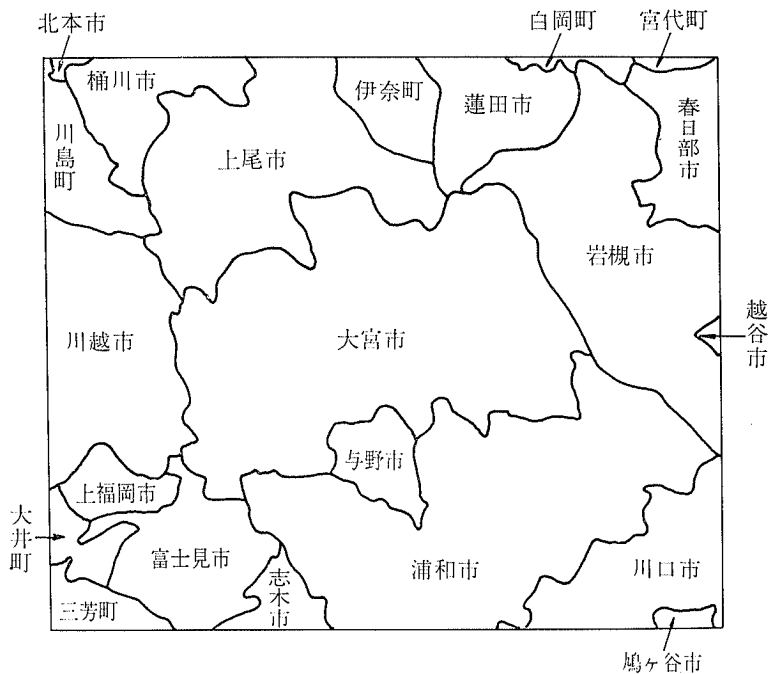 北本市
白岡町
宮代町
桶川市
伊奈町
蓮田市
春日部市
川島町
上尾市
岩槻市
越谷市
川越市
大宮市
与野市
上福岡市
大井町
富士見市
志木市
浦和市
川口市
三芳町
鳩ヶ谷市